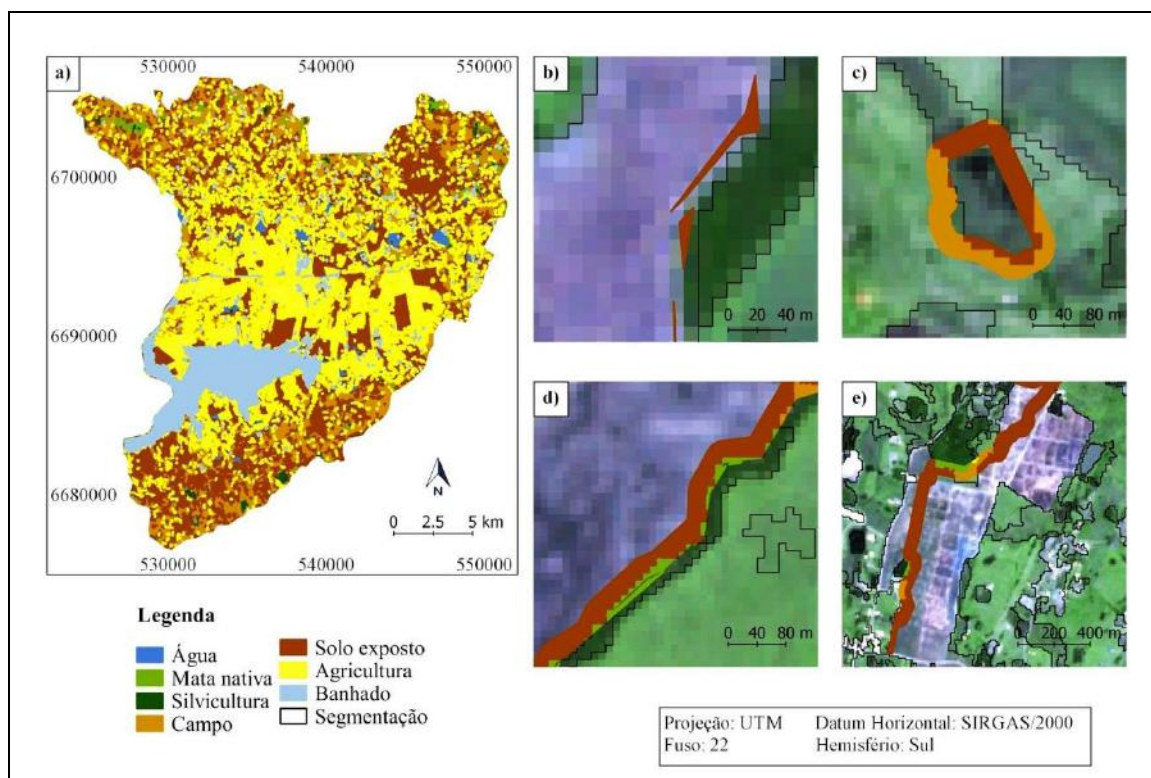 a)
530000 540000 550000
6700000
6690000
6680000
N
0 2.5 5 km
530000 540000 550000
b)
0 20 40 m
c)
0 40 80 m
d)
0 40 80 m
e)
0 200 400 m
Legenda
Água
Mata nativa
Silvicultura
Campo
Solo exposto
Agricultura
Banhado
Segmentação
Projeção: UTM Datum Horizontal: SIRGAS/2000
Fuso: 22 Hemisfério: Sul